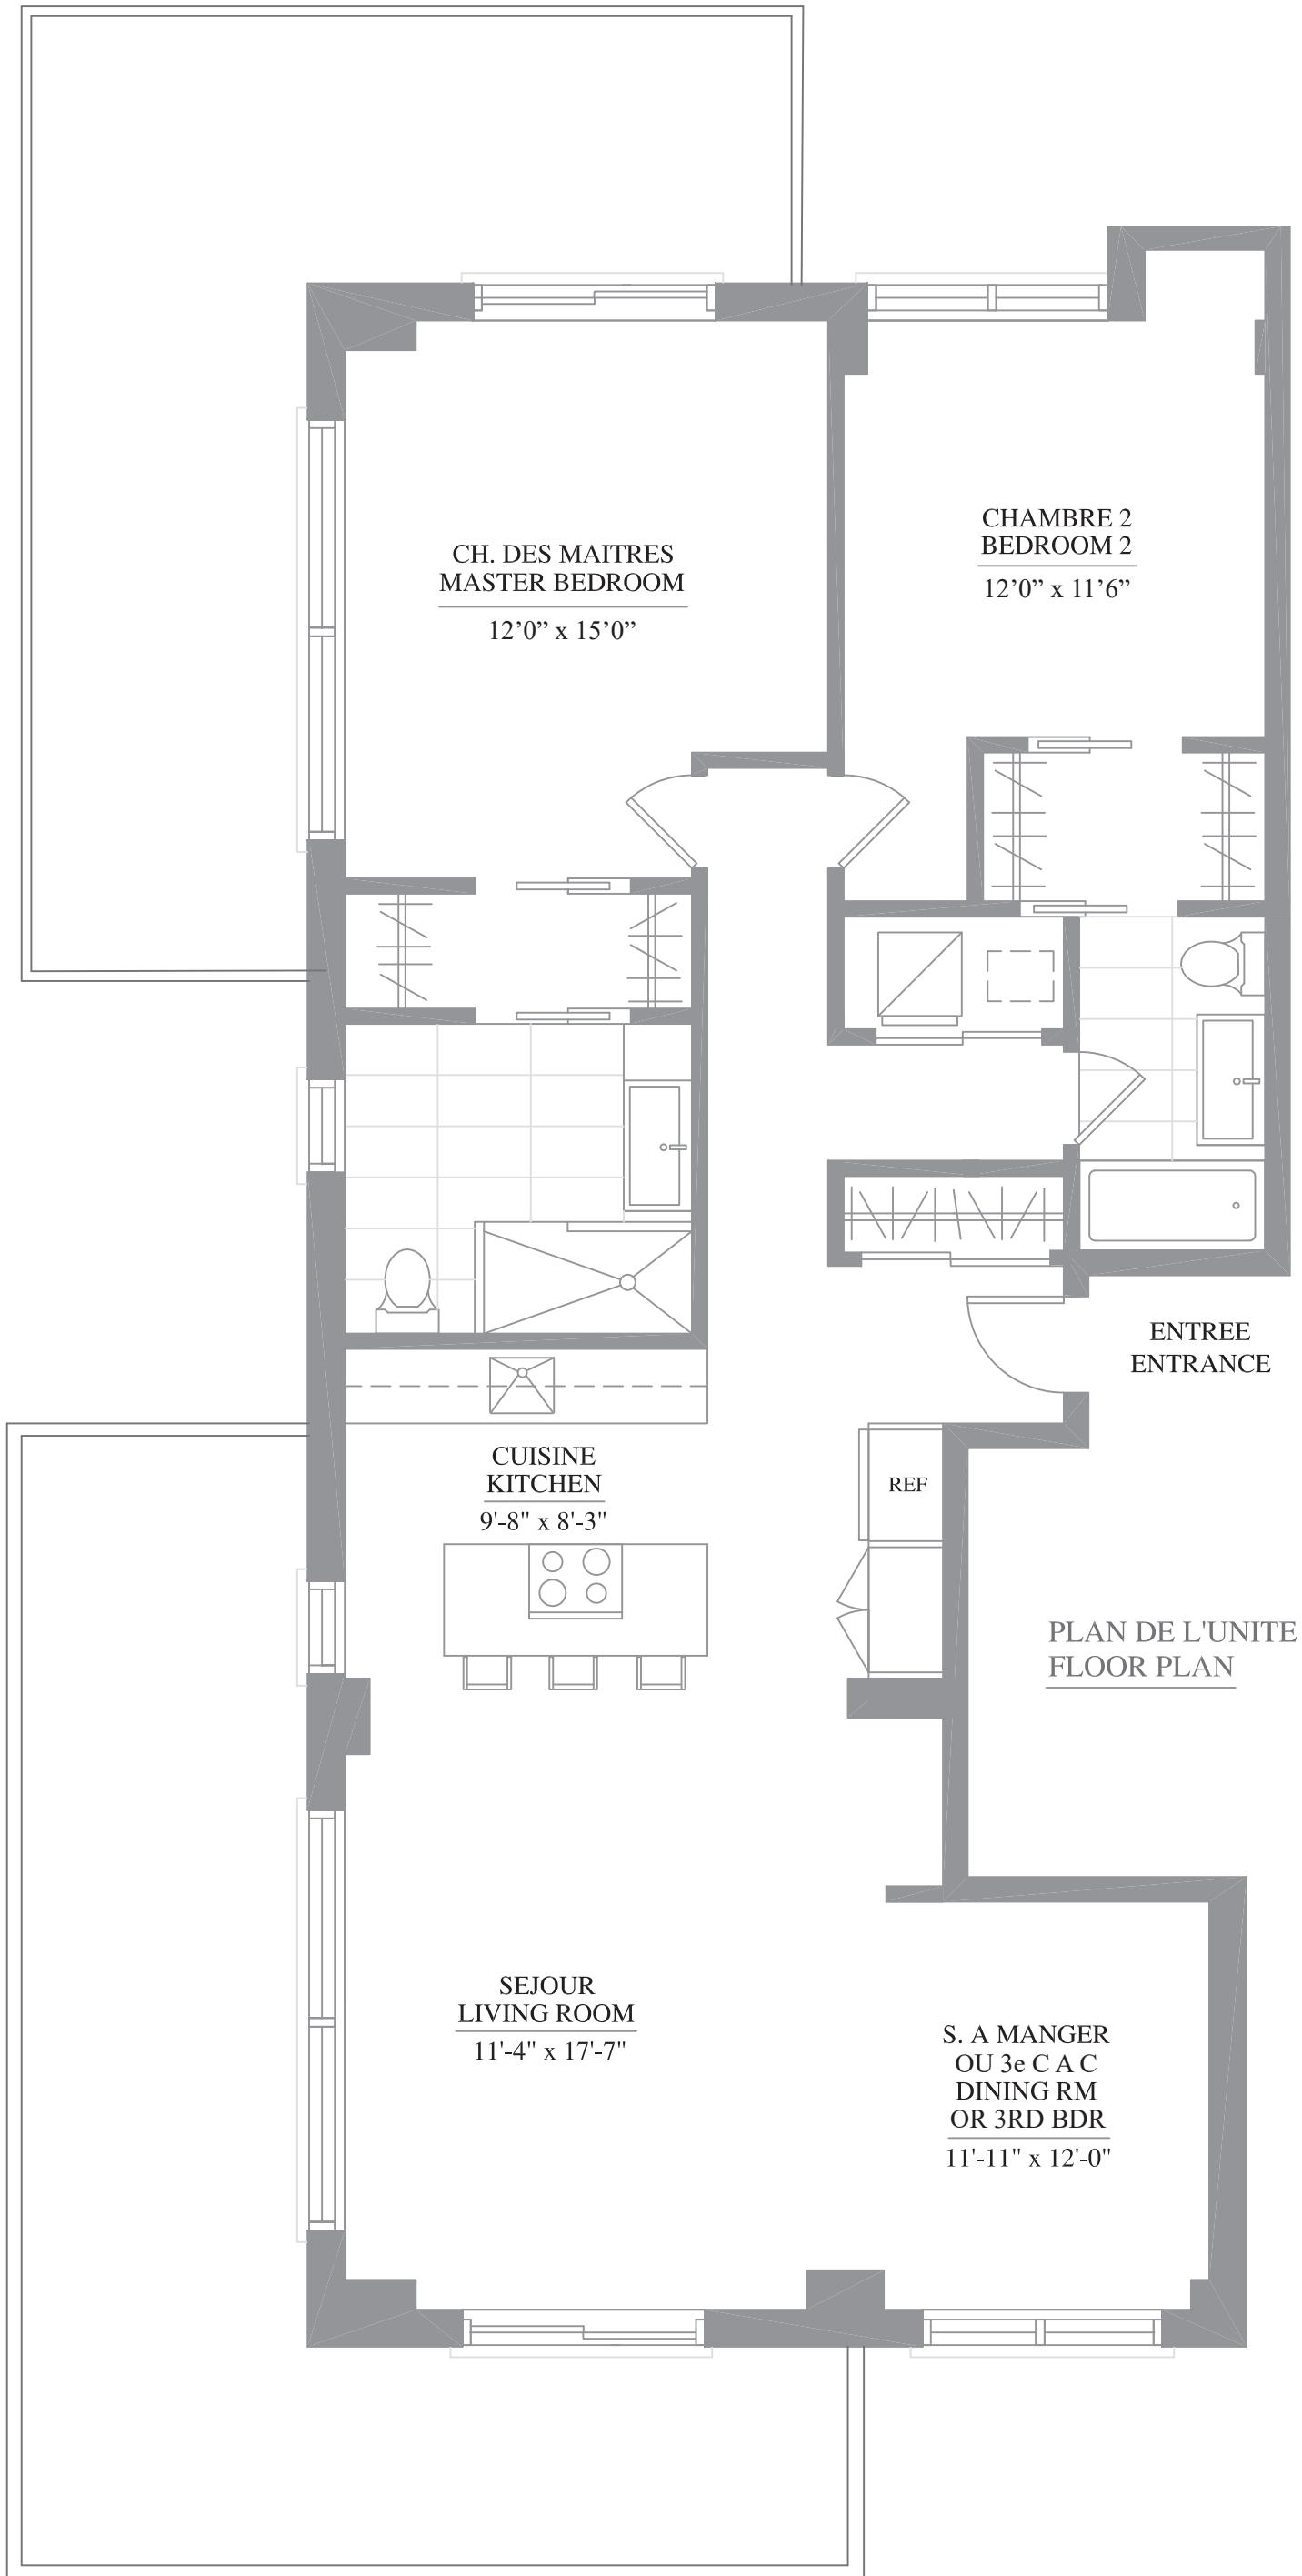 CHAMBRE 2
BEDROOM 2
12’0” x 11’6”
CH. DES MAITRES
MASTER BEDROOM
12’0” x 15’0”
ENTREE
ENTRANCE
CUISINE
KITCHEN
9'-8" x 8'-3"
REF
PLAN DE L'UNITE
FLOOR PLAN
SEJOUR
LIVING ROOM
11'-4" x 17'-7"
S. A MANGER
OU 3e C A C
DINING RM
OR 3RD BDR
11'-11" x 12'-0"